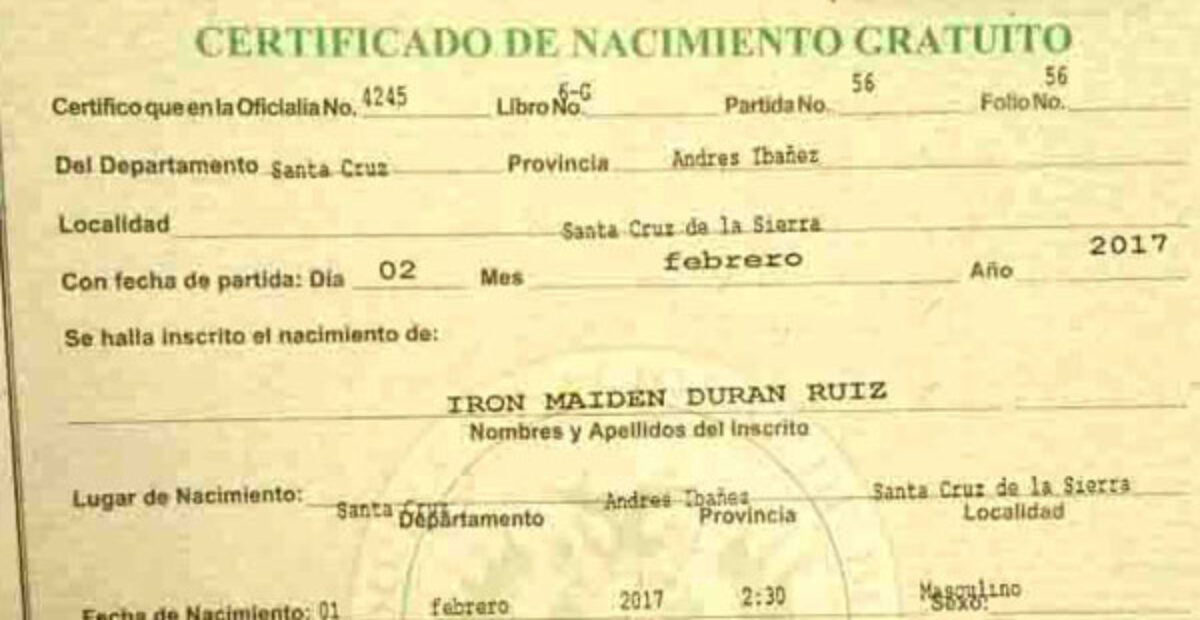 CERTIFICADO DE NACIMIENTO GRATUITO
Certifico que en la Oficialia No. 4245 Libro No. 6-G Partida No. 56 Folio No. 56
Del Departamento Santa Cruz Provincia Andres Ibañez
Localidad Santa Cruz de la Sierra
Con fecha de partida: Dia 02 Mes febrero Año 2017
Se halla inscrito el nacimiento de:
IRON MAIDEN DURAN RUIZ
Nombres y Apellidos del Inscrito
Lugar de Nacimiento: Santa Cruz Andres Ibañez Santa Cruz de la Sierra
Departamento Provincia Localidad
Fecha de Nacimiento: 01 febrero 2017 2:30 Masculino
Sexo: